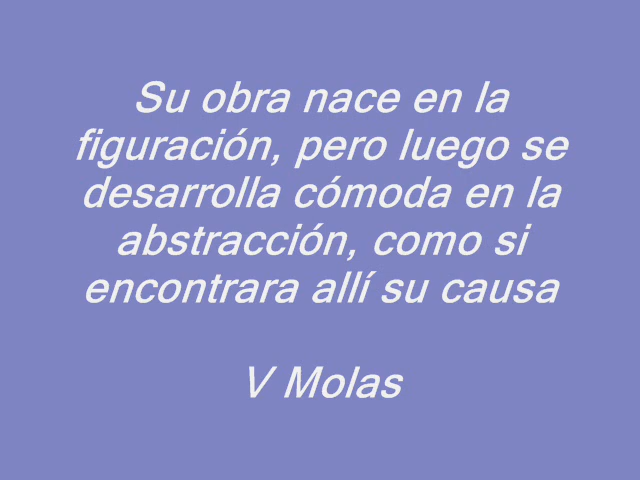 Su obra nace en la
figuración, pero luego se
desarrolla cómoda en la
abstracción, como si
encontrara allí su causa
V Molas